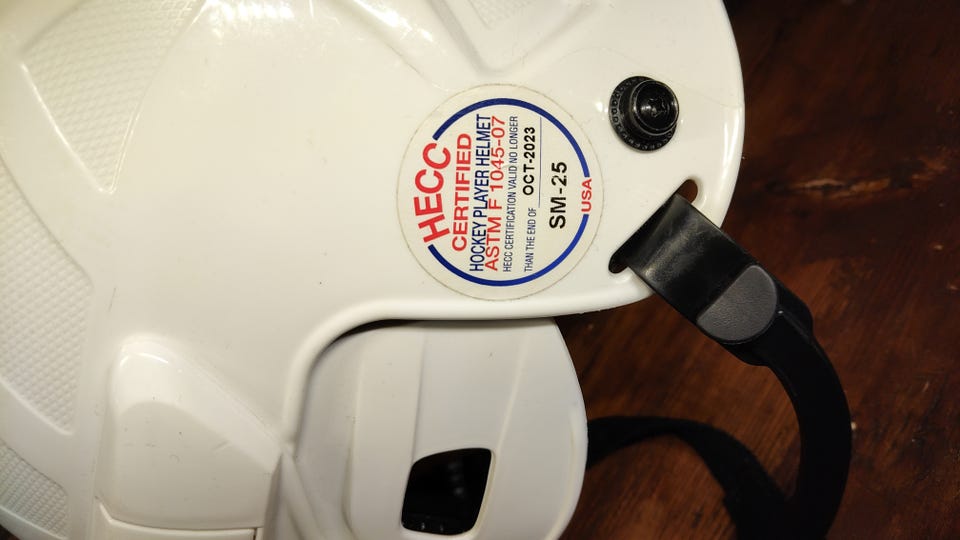 HECC
CERTIFIED
HOCKEY PLAYER HELMET
ASTM F 1045-07
HECC CERTIFICATION VALID NO LONGER
THAN THE END OF OCT-2023
SM-25
USA